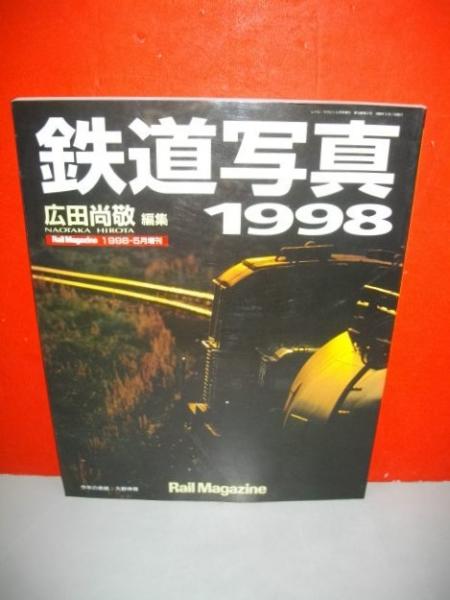 鉄道写真
1998
広田尚敬 編集
NAOTAKA HIROTA
Rail Magazine 1998-5月増刊
Rail Magazine